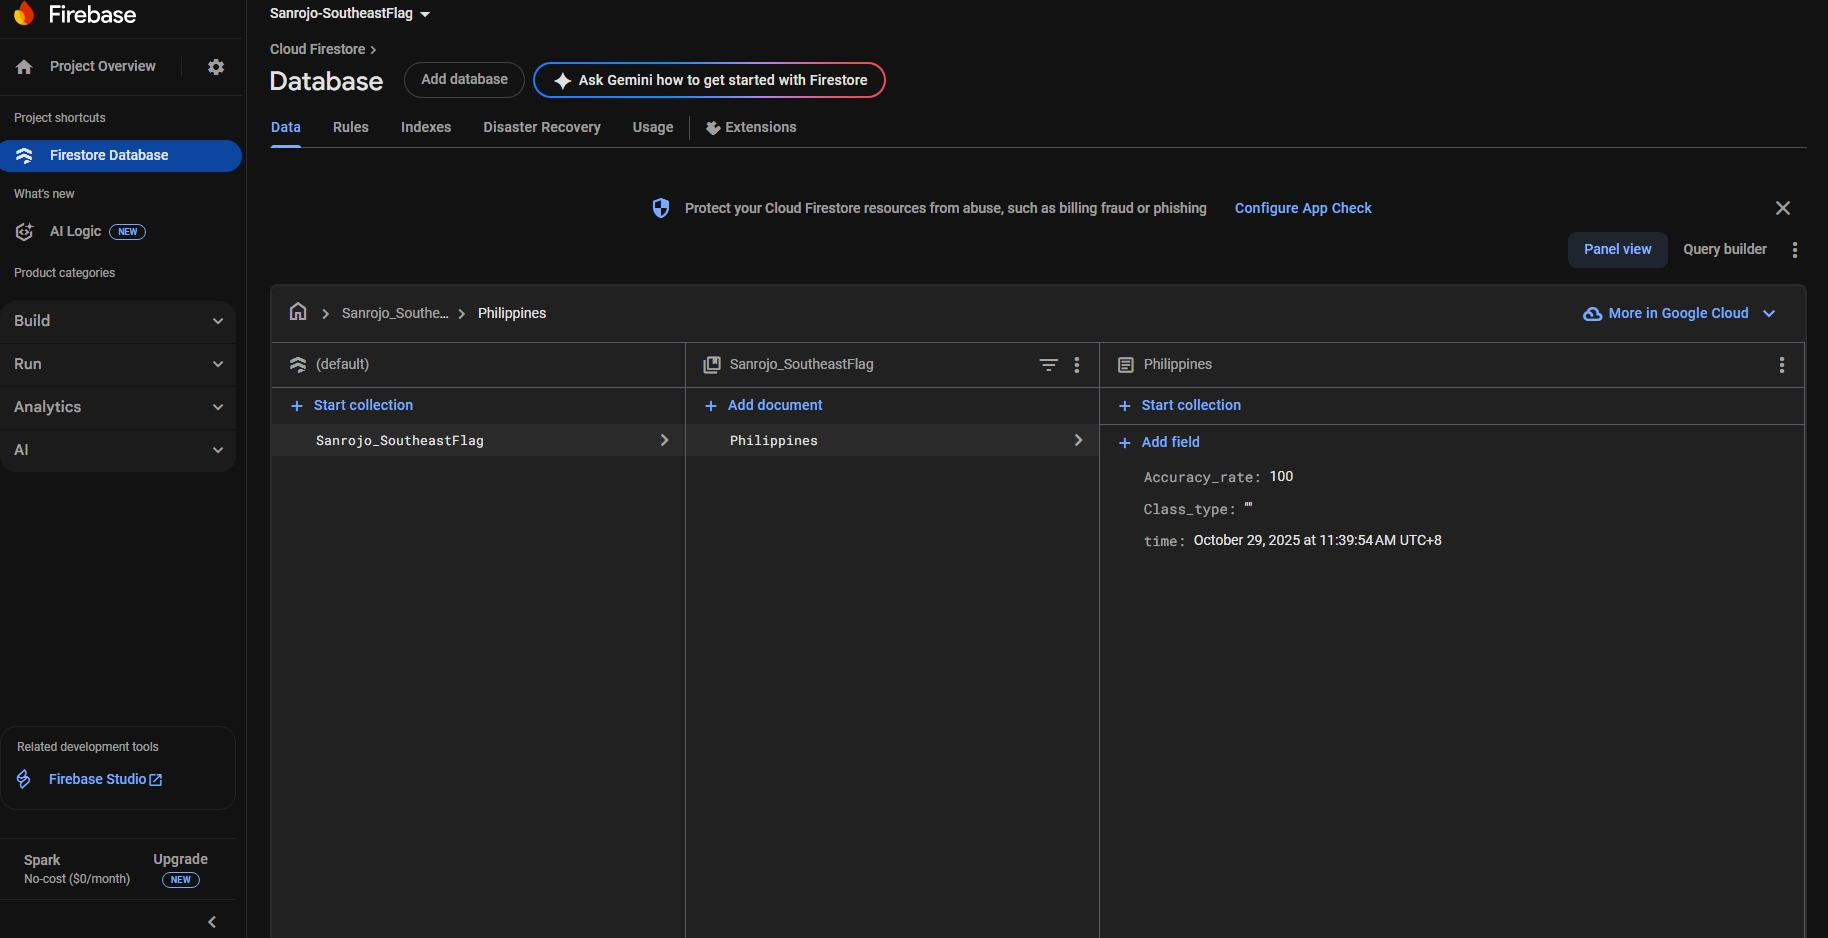 Firebase
Project Overview
Project shortcuts
Firestore Database
What's new
AI Logic NEW
Product categories
Build
Run
Analytics
AI
Related development tools
Firebase Studio
Spark
No-cost ($0/month)
Upgrade
NEW
Sanrojo-SoutheastFlag
Cloud Firestore >
Database
Add database
Ask Gemini how to get started with Firestore
Data Rules Indexes Disaster Recovery Usage Extensions
Protect your Cloud Firestore resources from abuse, such as billing fraud or phishing Configure App Check
Panel view Query builder
Sanrojo_Southe... > Philippines
More in Google Cloud
(default)
Start collection
Sanrojo_SoutheastFlag
Sanrojo_SoutheastFlag
Add document
Philippines
Philippines
Start collection
Add field
Accuracy_rate: 100
Class_type: ""
time: October 29, 2025 at 11:39:54 AM UTC+8